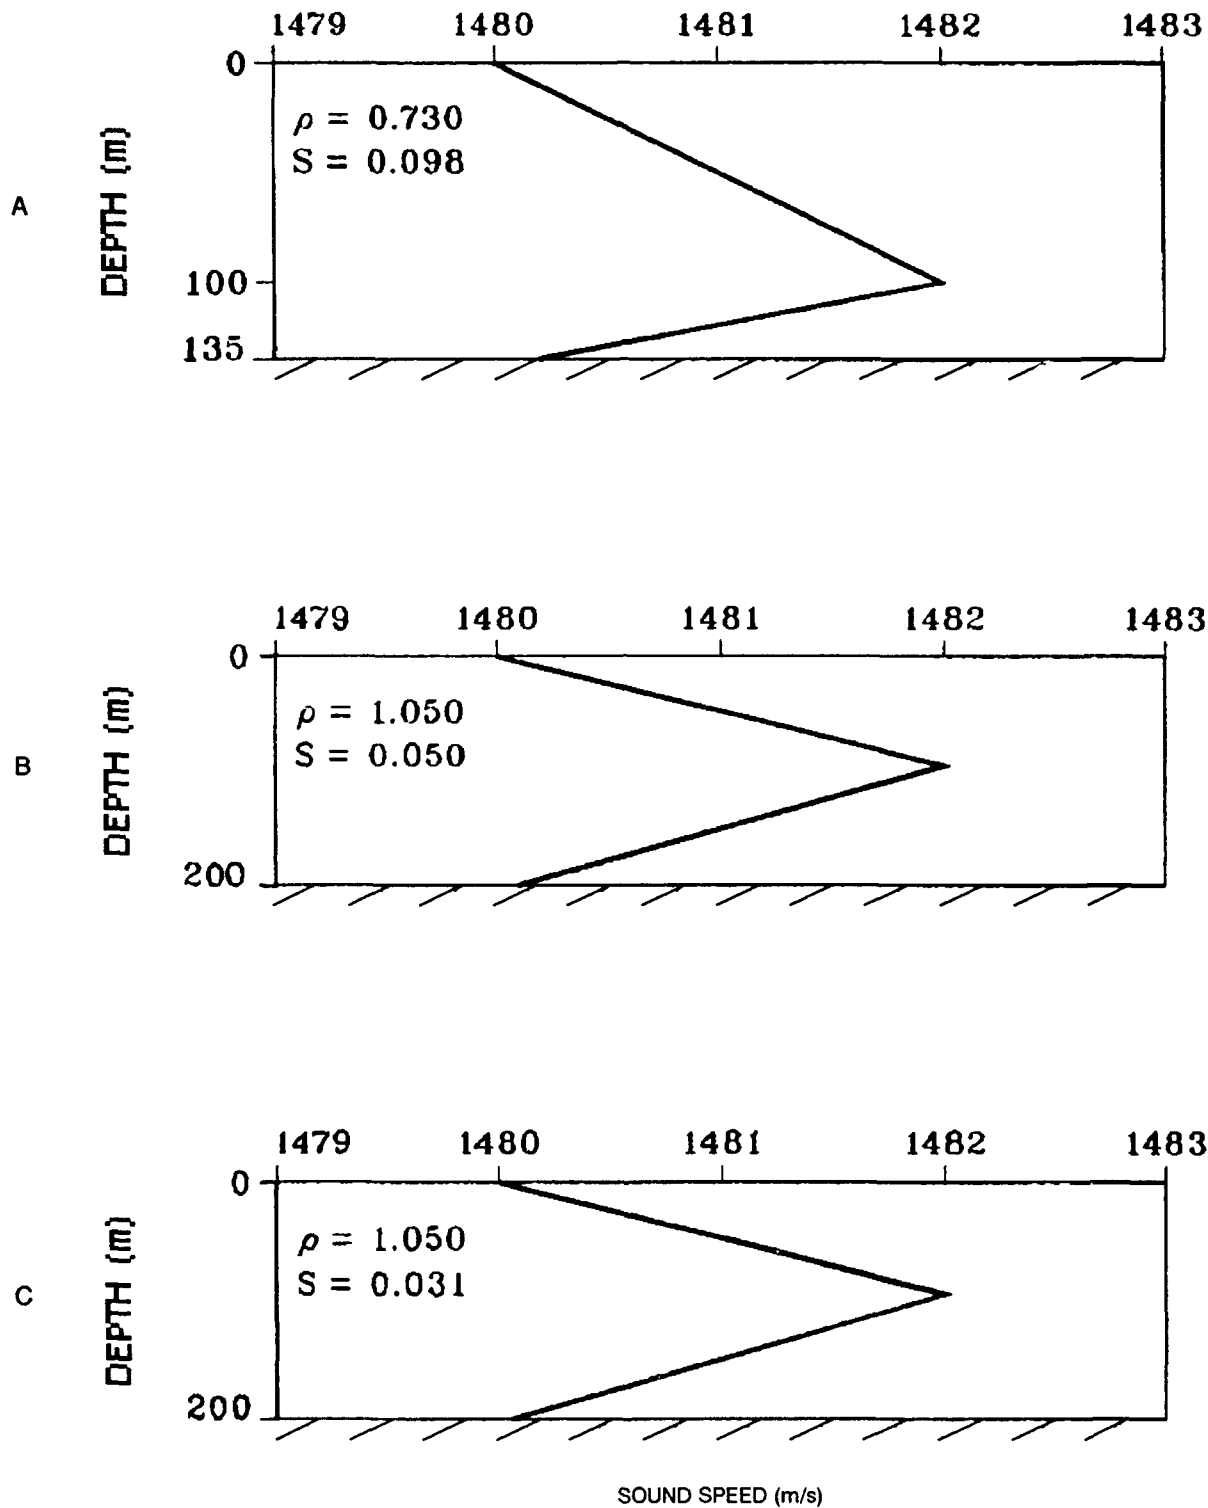 1479 1480 1481 1482 1483
0
ρ = 0.730
S = 0.098
DEPTH (m)
A
100
135
1479 1480 1481 1482 1483
0
ρ = 1.050
S = 0.050
DEPTH (m)
B
200
1479 1480 1481 1482 1483
0
ρ = 1.050
S = 0.031
DEPTH (m)
C
200
SOUND SPEED (m/s)